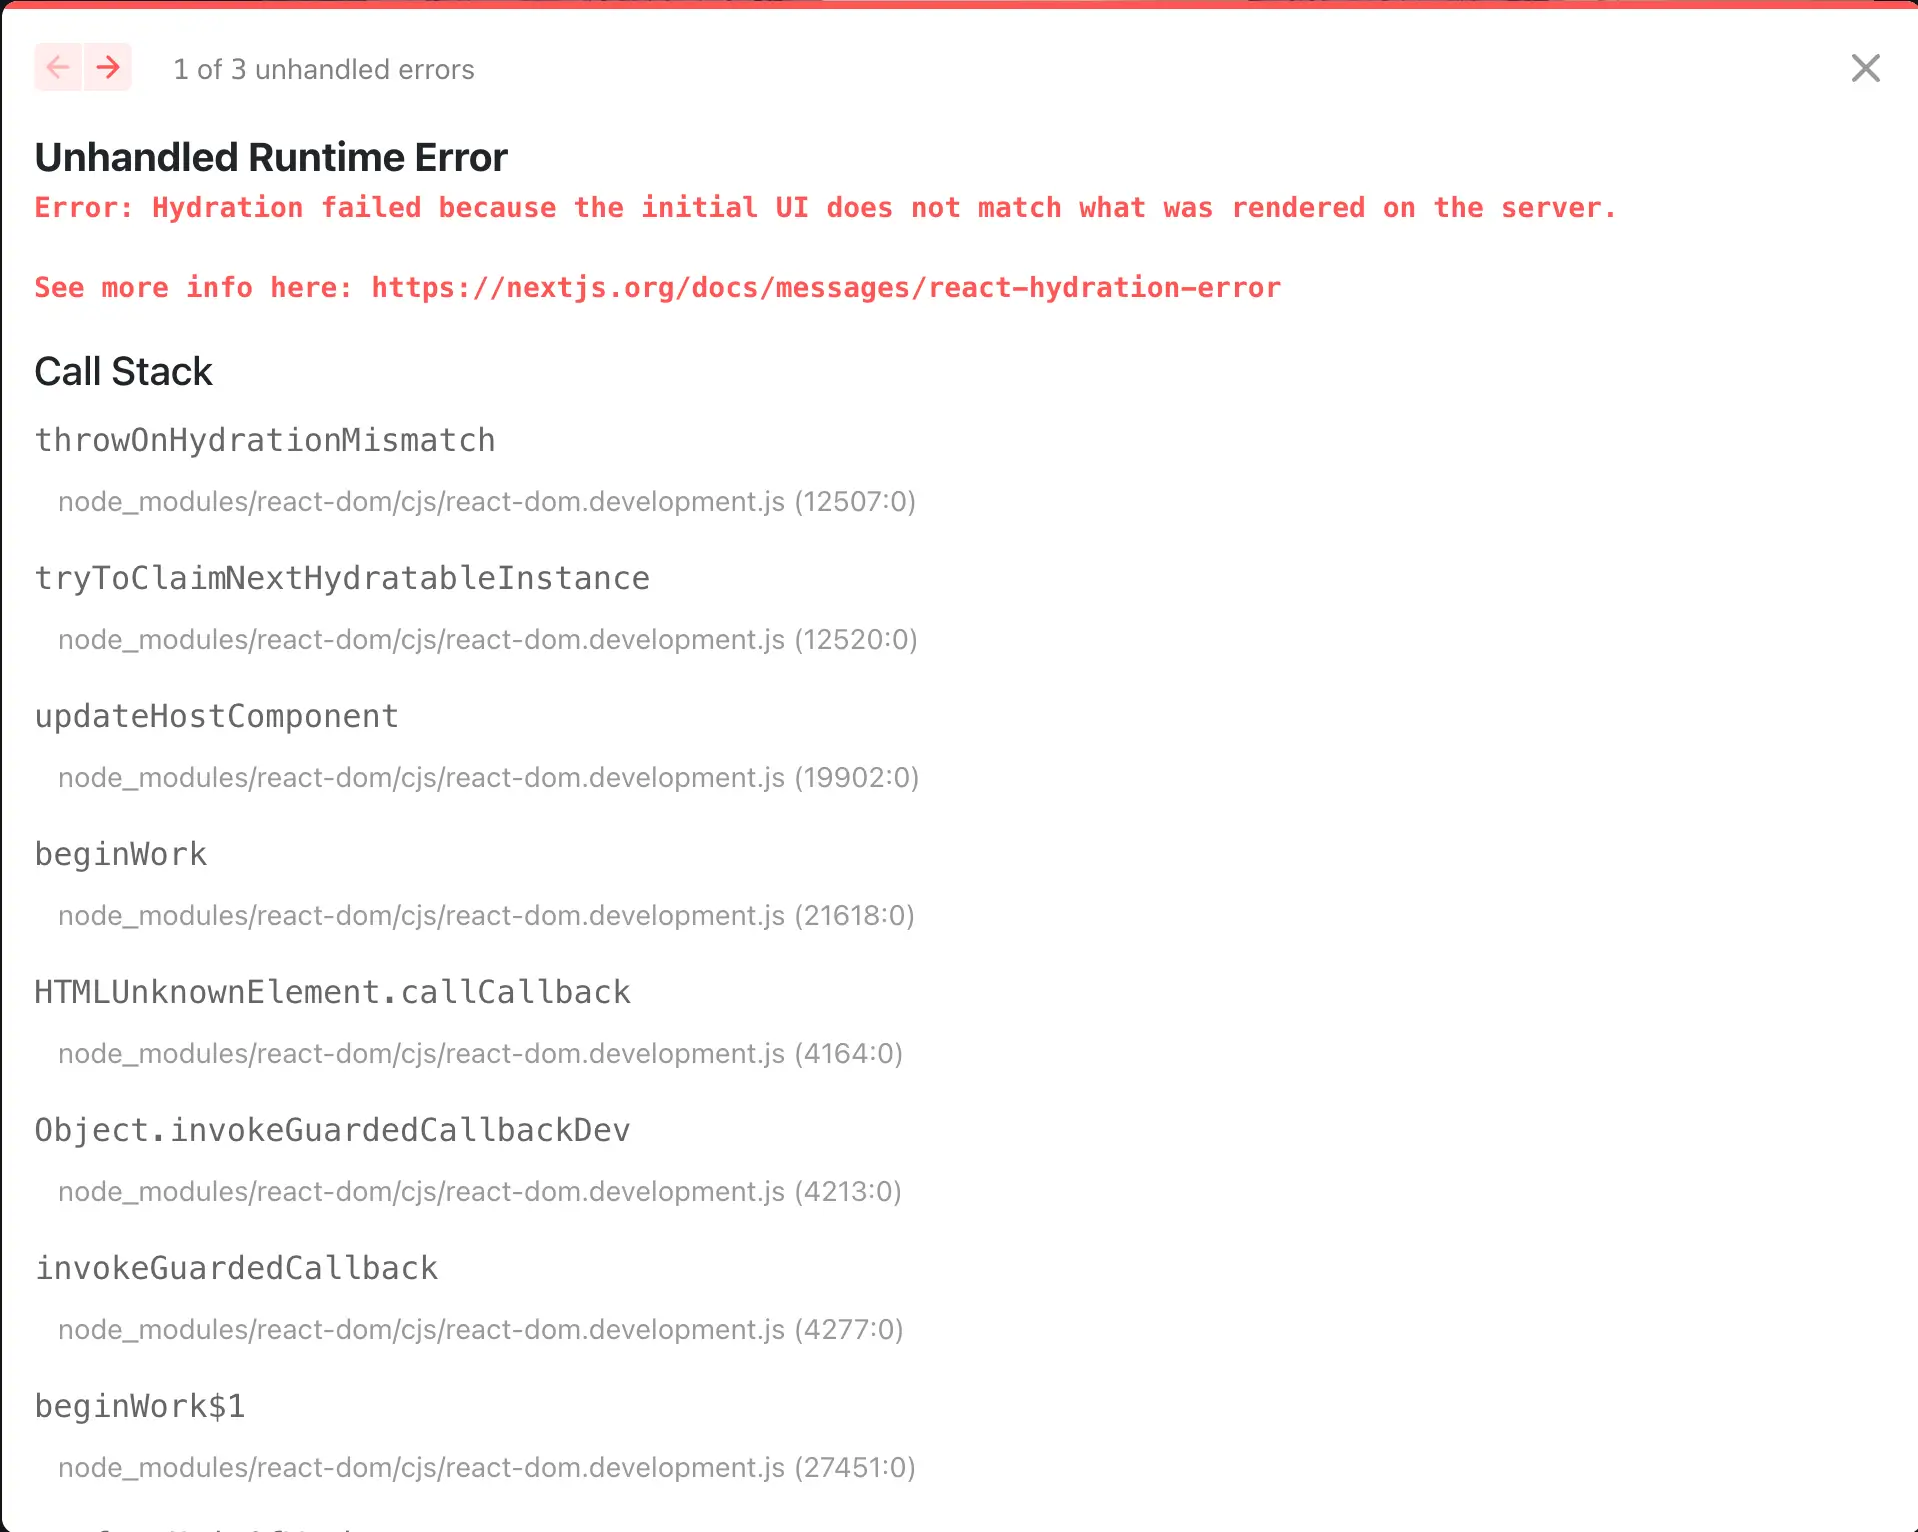 1 of 3 unhandled errors
Unhandled Runtime Error
Error: Hydration failed because the initial UI does not match what was rendered on the server.
See more info here: https://nextjs.org/docs/messages/react-hydration-error
Call Stack
throwOnHydrationMismatch
node_modules/react-dom/cjs/react-dom.development.js (12507:0)
tryToClaimNextHydratableInstance
node_modules/react-dom/cjs/react-dom.development.js (12520:0)
updateHostComponent
node_modules/react-dom/cjs/react-dom.development.js (19902:0)
beginWork
node_modules/react-dom/cjs/react-dom.development.js (21618:0)
HTMLUnknownElement.callCallback
node_modules/react-dom/cjs/react-dom.development.js (4164:0)
Object.invokeGuardedCallbackDev
node_modules/react-dom/cjs/react-dom.development.js (4213:0)
invokeGuardedCallback
node_modules/react-dom/cjs/react-dom.development.js (4277:0)
beginWork$1
node_modules/react-dom/cjs/react-dom.development.js (27451:0)